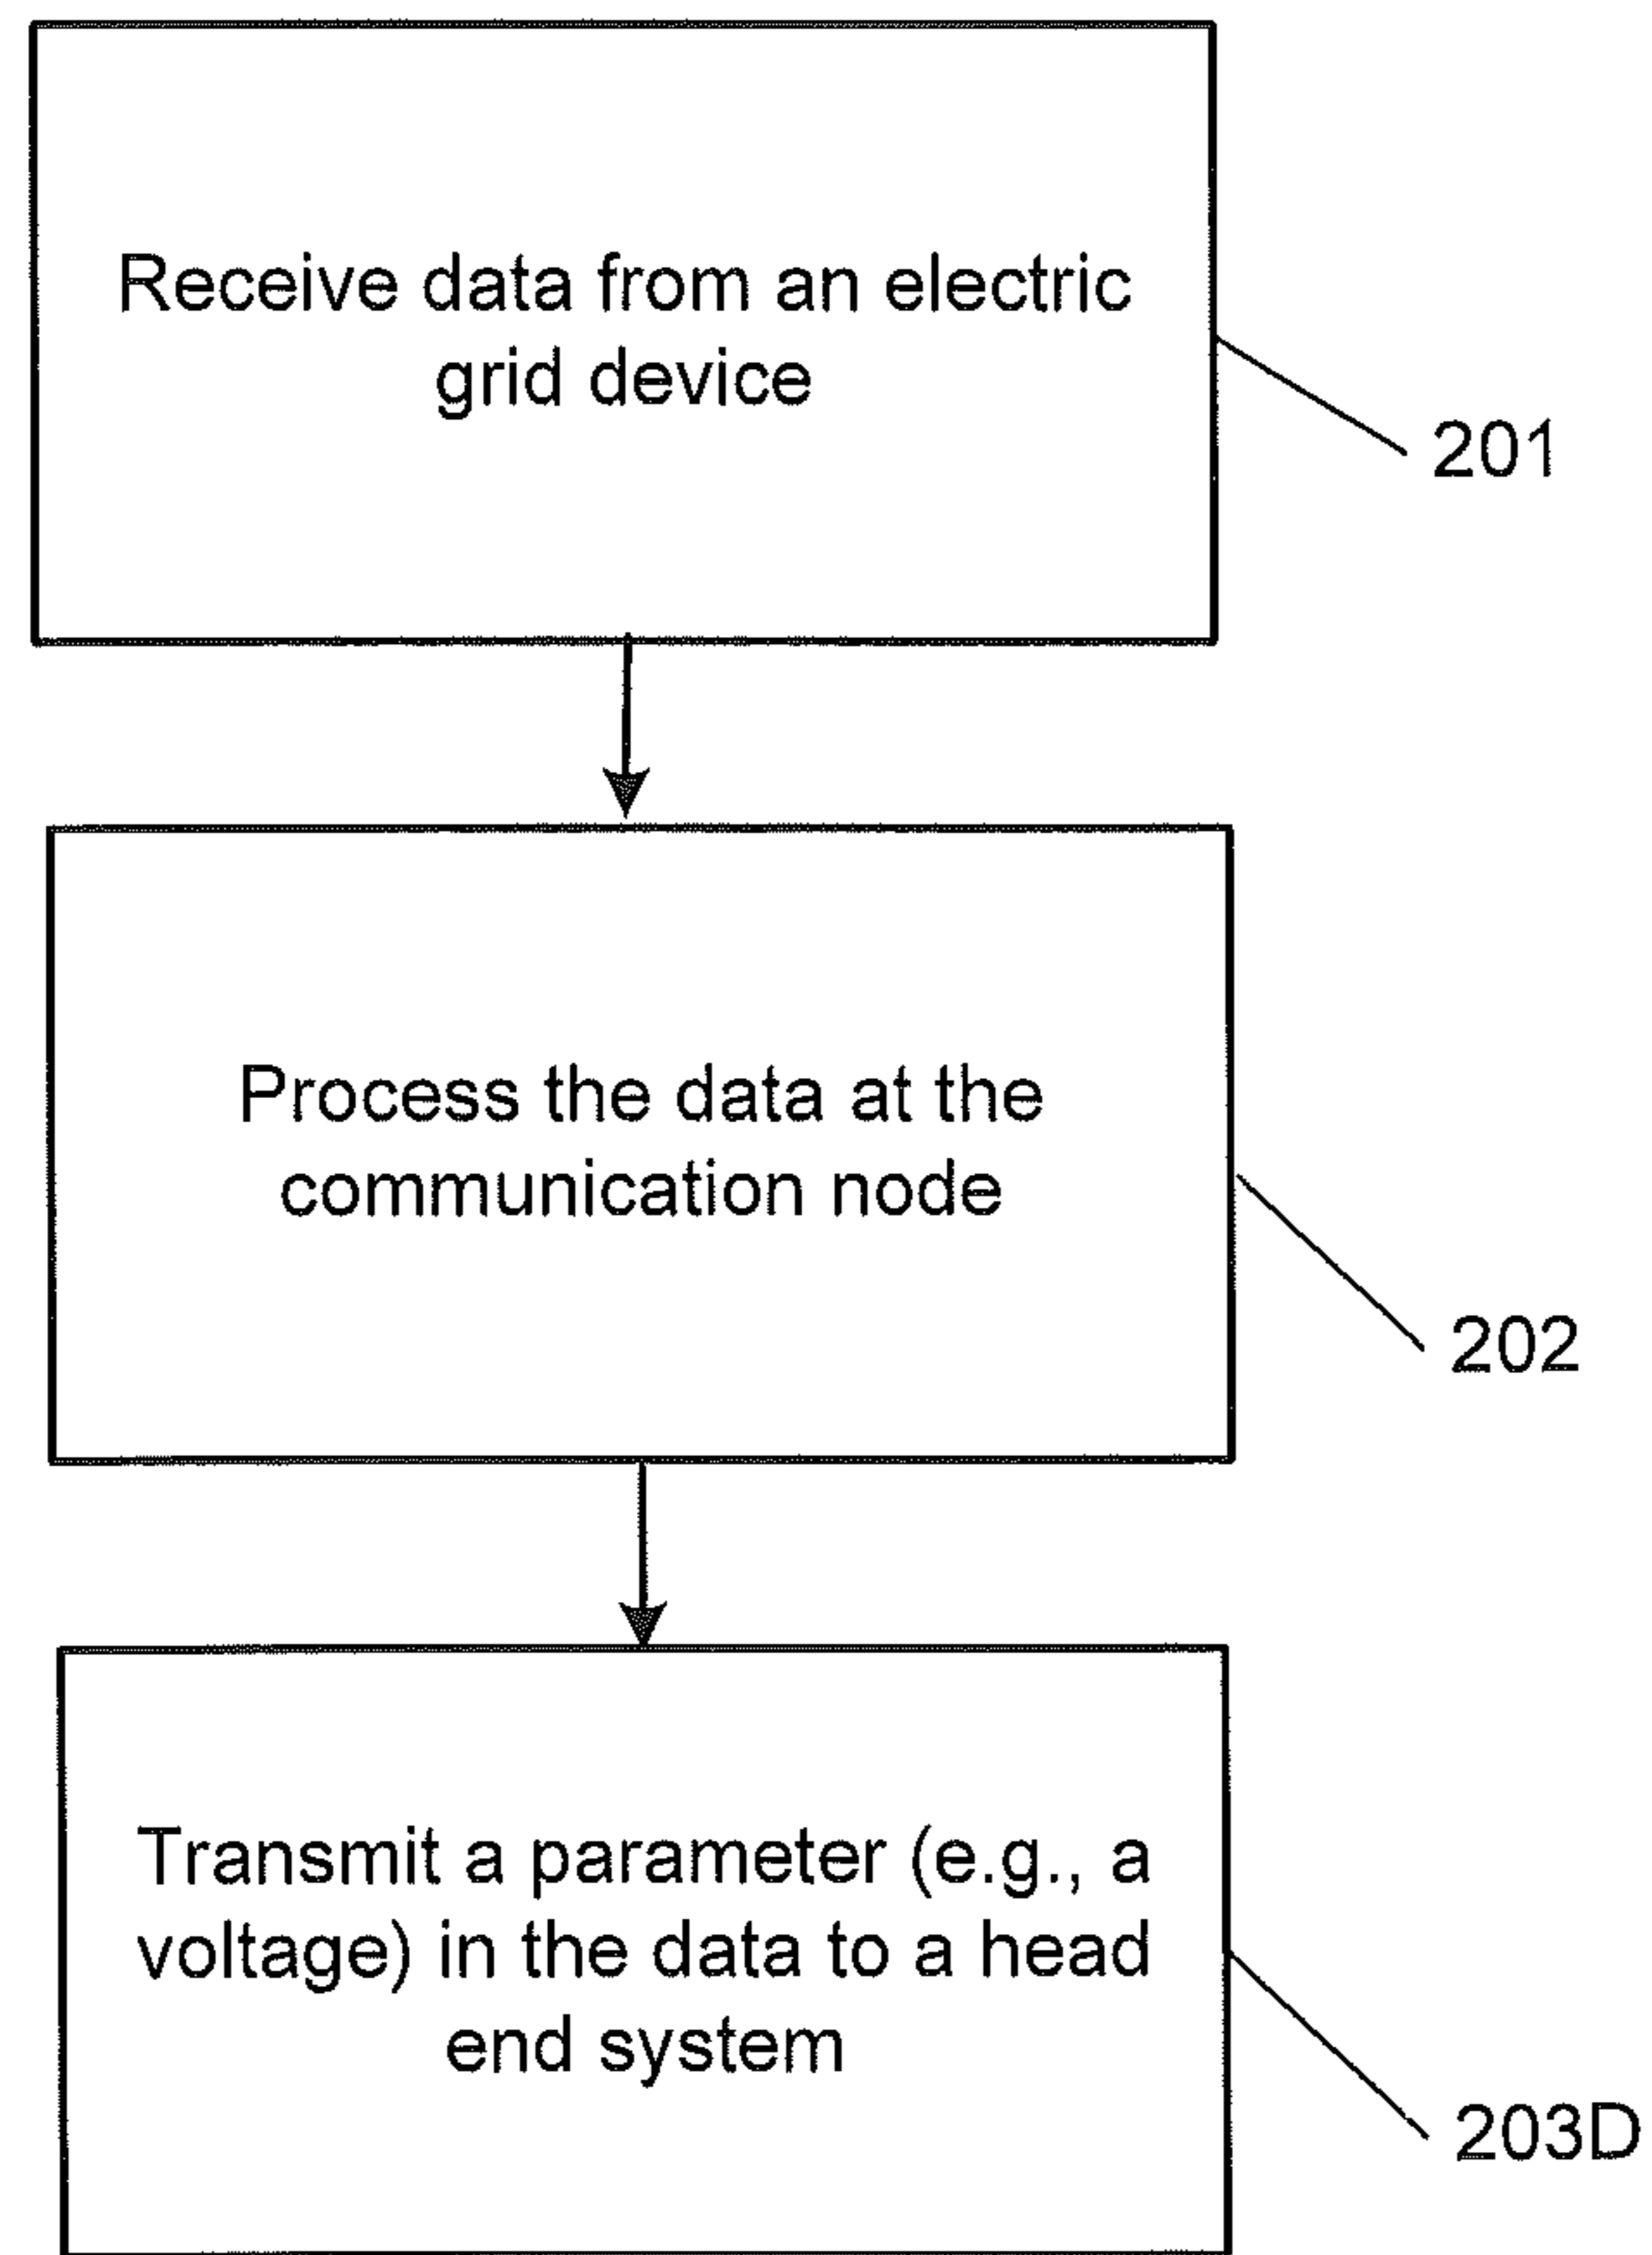 Receive data from an electric
grid device
201
Process the data at the
communication node
202
Transmit a parameter (e.g., a
voltage) in the data to a head
end system
203D